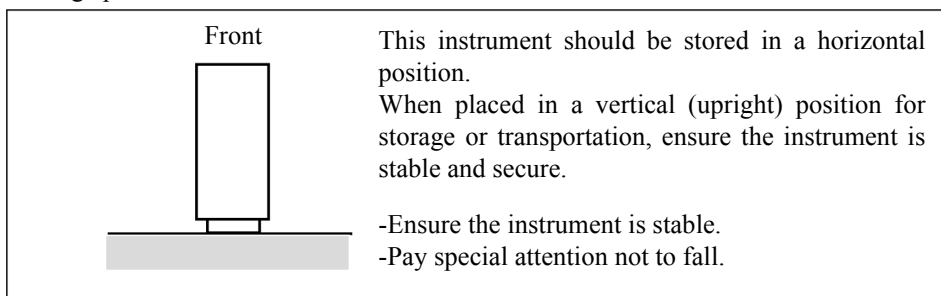 Front
This instrument should be stored in a horizontal
position.
When placed in a vertical (upright) position for
storage or transportation, ensure the instrument is
stable and secure.
-Ensure the instrument is stable.
-Pay special attention not to fall.